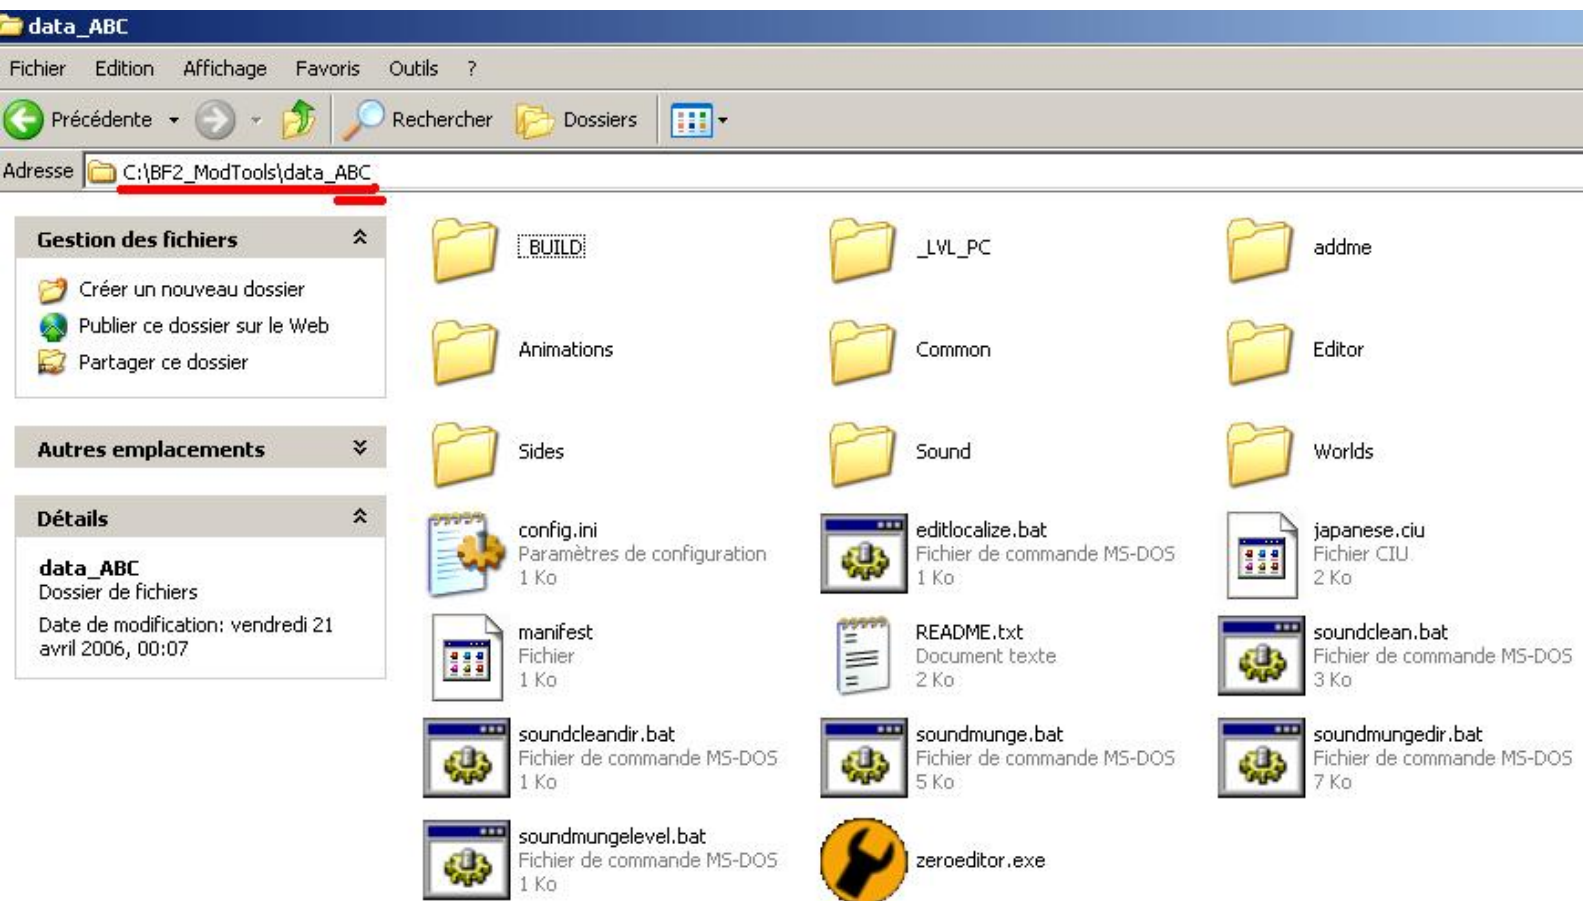 data_ABC
Fichier Edition Affichage Favoris Outils ?
Précédente Rechercher Dossiers
Adresse C:\BF2_ModTools\data_ABC
Gestion des fichiers
Créer un nouveau dossier
Publier ce dossier sur le Web
Partager ce dossier
Autres emplacements
Détails
data_ABC
Dossier de fichiers
Date de modification: vendredi 21
avril 2006, 00:07
_BUILD
_LVL_PC
addme
Animations
Common
Editor
Sides
Sound
Worlds
config.ini
Paramètres de configuration
1 Ko
editlocalize.bat
Fichier de commande MS-DOS
1 Ko
japanese.ciu
Fichier CIU
2 Ko
manifest
Fichier
1 Ko
README.txt
Document texte
2 Ko
soundclean.bat
Fichier de commande MS-DOS
3 Ko
soundcleandir.bat
Fichier de commande MS-DOS
1 Ko
soundmunge.bat
Fichier de commande MS-DOS
5 Ko
soundmungedir.bat
Fichier de commande MS-DOS
7 Ko
soundmungelevel.bat
Fichier de commande MS-DOS
1 Ko
zeroeditor.exe